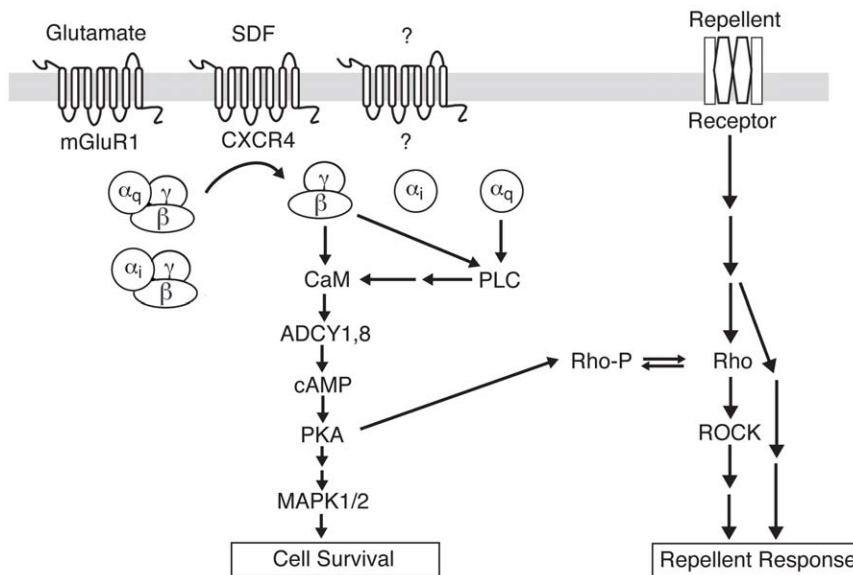 Glutamate SDF ? Repellent
mGluR1 CXCR4 ? Receptor
αq γ β
γ β
αi
αq
αi γ β
CaM PLC
ADCY1,8
cAMP Rho-P Rho
PKA ROCK
MAPK1/2
Cell Survival Repellent Response